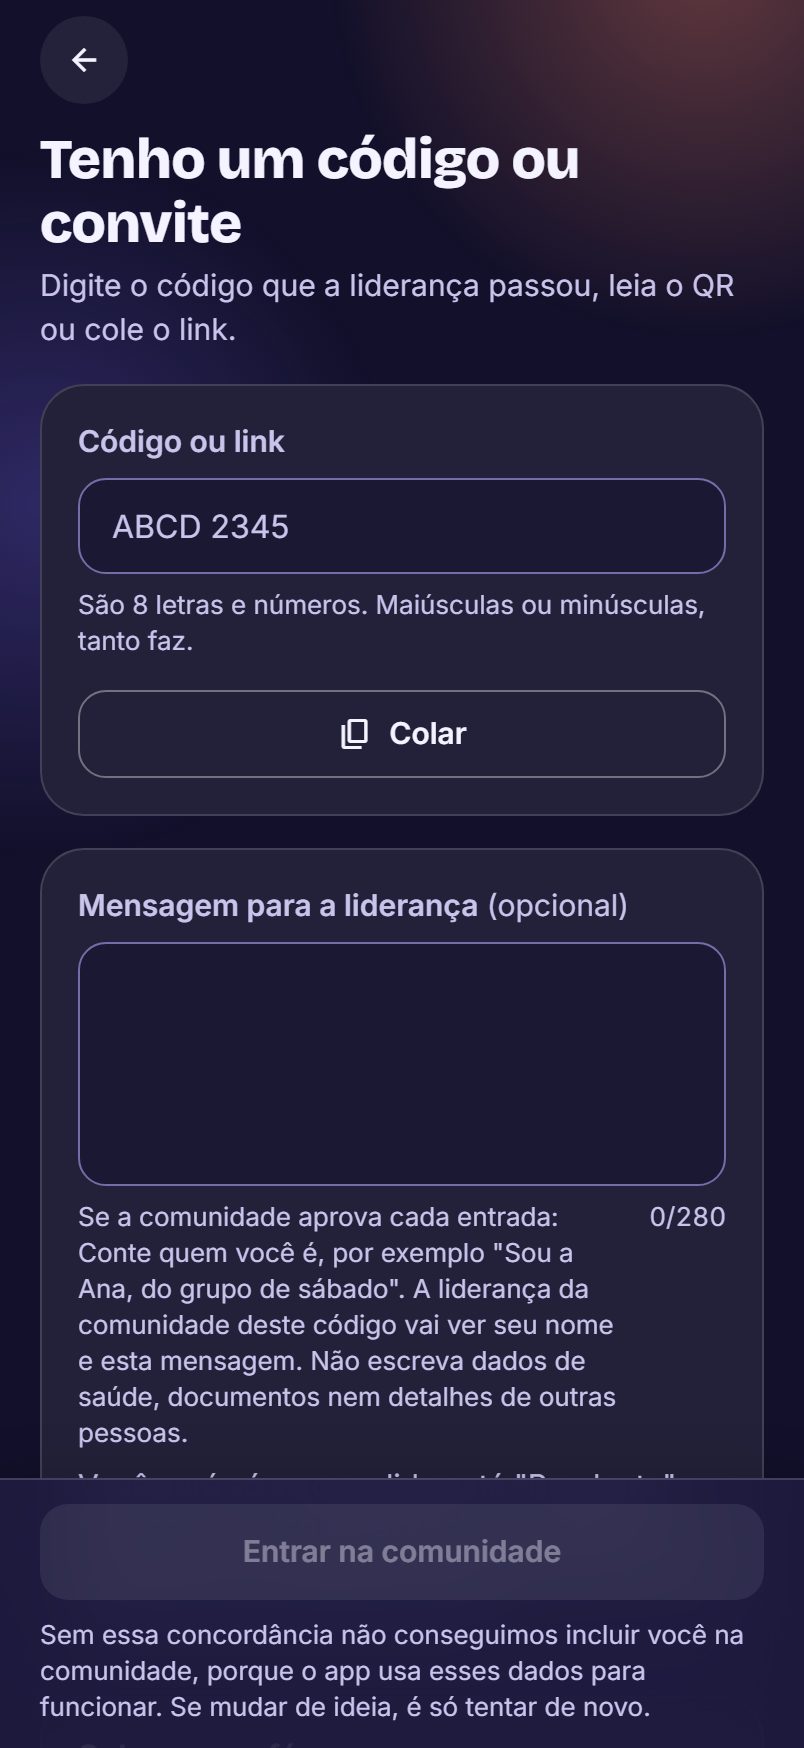 Tenho um código ou
convite
Digite o código que a liderança passou, leia o QR
ou cole o link.
Código ou link
ABCD 2345
São 8 letras e números. Maiúsculas ou minúsculas,
tanto faz.
Colar
Mensagem para a liderança (opcional)
Se a comunidade aprova cada entrada: 0/280
Conte quem você é, por exemplo "Sou a
Ana, do grupo de sábado". A liderança da
comunidade deste código vai ver seu nome
e esta mensagem. Não escreva dados de
saúde, documentos nem detalhes de outras
pessoas.
Entrar na comunidade
Sem essa concordância não conseguimos incluir você na
comunidade, porque o app usa esses dados para
funcionar. Se mudar de ideia, é só tentar de novo.